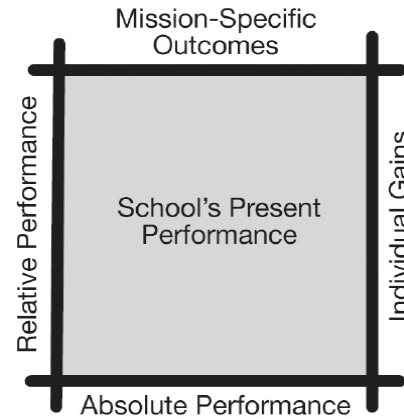 Mission-Specific
Outcomes
Relative Performance
School's Present
Performance
Individual Gains
Absolute Performance